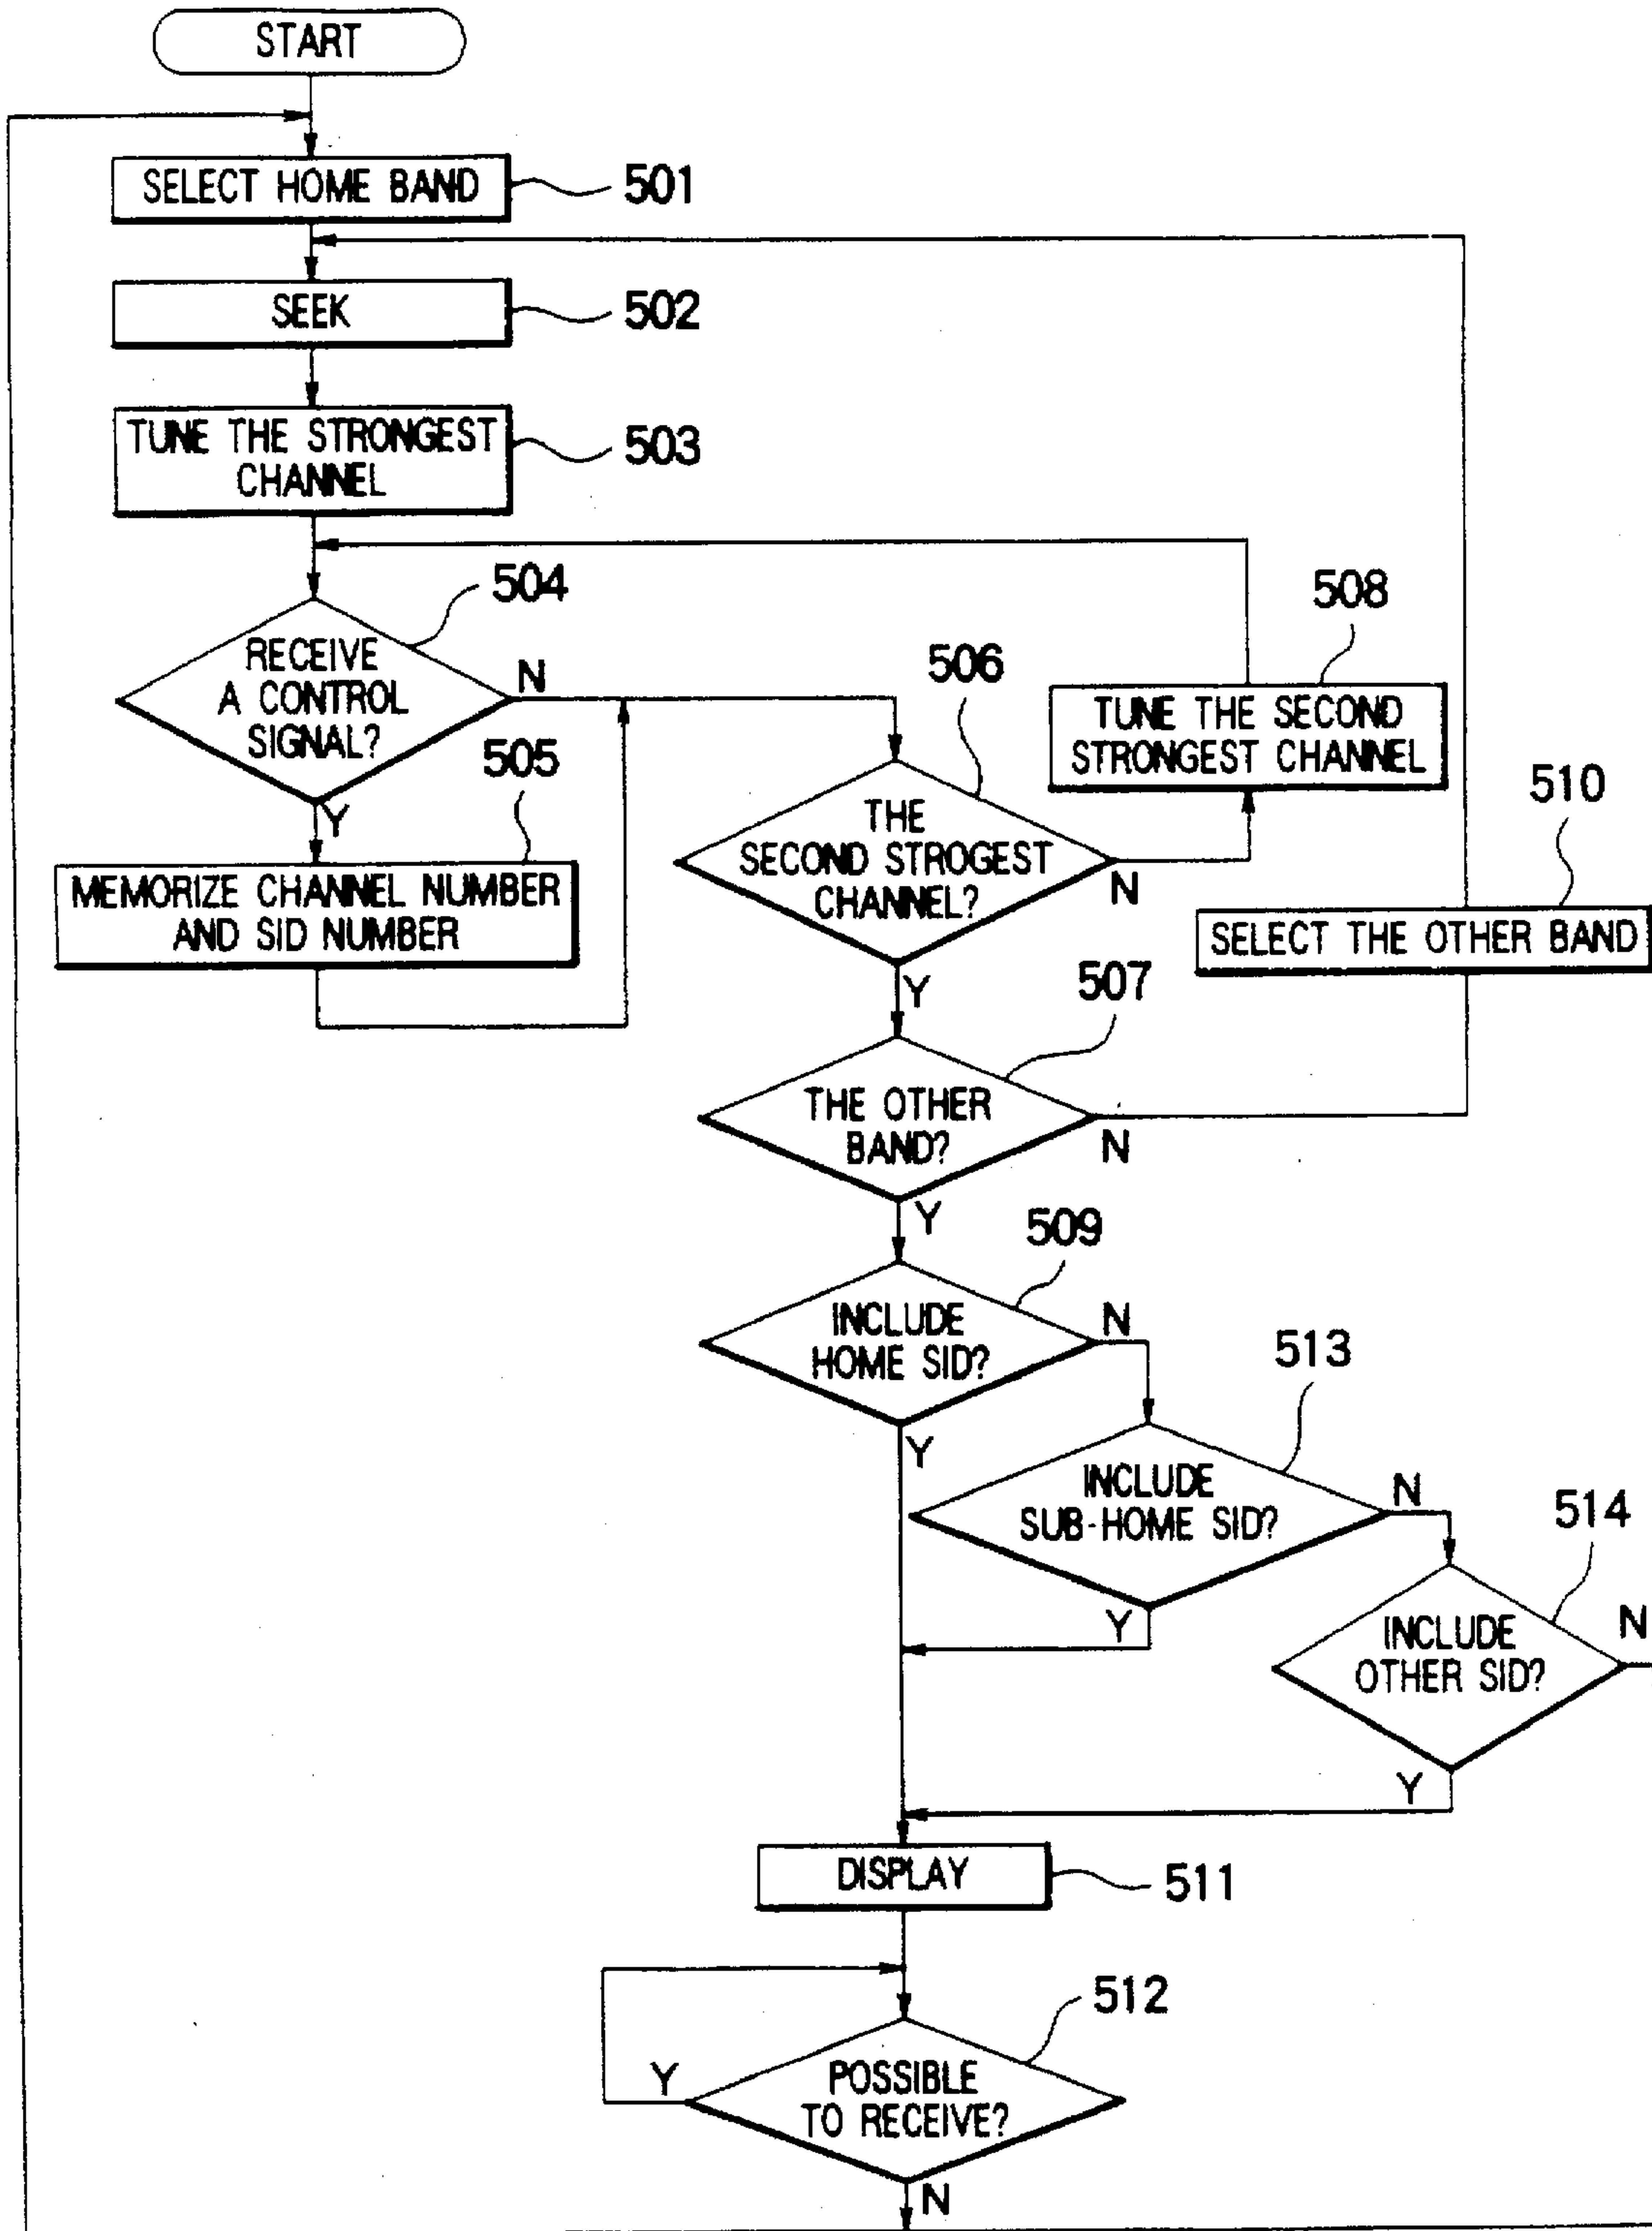 START
SELECT HOME BAND
501
SEEK
502
TUNE THE STRONGEST
CHANNEL
503
504
RECEIVE
A CONTROL
SIGNAL?
N
Y
505
MEMORIZE CHANNEL NUMBER
AND SID NUMBER
506
THE
SECOND STROGEST
CHANNEL?
N
Y
508
TUNE THE SECOND
STRONGEST CHANNEL
510
SELECT THE OTHER BAND
507
THE OTHER
BAND?
N
Y
509
INCLUDE
HOME SID?
N
Y
513
INCLUDE
SUB-HOME SID?
N
Y
514
INCLUDE
OTHER SID?
N
Y
DISPLAY
511
512
POSSIBLE
TO RECEIVE?
Y
N